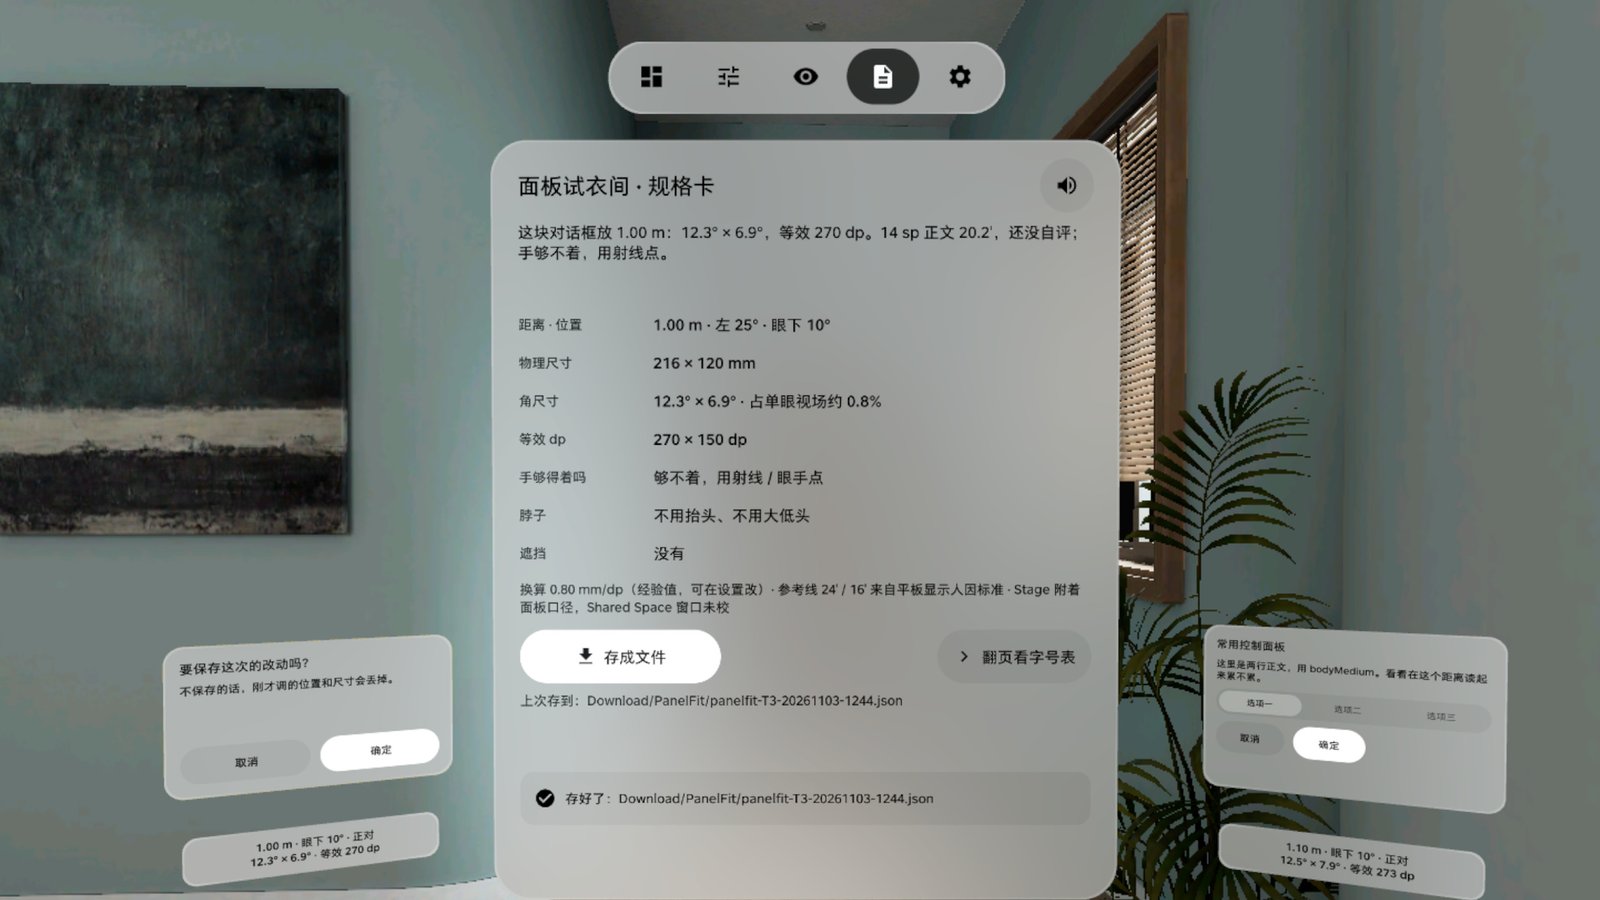 面板试衣间 · 规格卡
这块对话框放 1.00 m：12.3° × 6.9°，等效 270 dp。14 sp 正文 20.2′，还没自评；
手够不着，用射线点。
距离 · 位置 1.00 m · 左 25° · 眼下 10°
物理尺寸 216 × 120 mm
角尺寸 12.3° × 6.9° · 占单眼视场约 0.8%
等效 dp 270 × 150 dp
手够得着吗 够不着，用射线 / 眼手点
脖子 不用抬头、不用大低头
遮挡 没有
换算 0.80 mm/dp（经验值，可在设置改）· 参考线 24′ / 16′ 来自平板显示人因标准 · Stage 附着
面板口径，Shared Space 窗口未校
存成文件
翻页看字号表
上次存到：Download/PanelFit/panelfit-T3-20261103-1244.json
存好了：Download/PanelFit/panelfit-T3-20261103-1244.json
要保存这次的改动吗？
不保存的话，刚才调的位置和尺寸会丢掉。
取消
确定
1.00 m · 眼下 10° · 正对
12.3° × 6.9° · 等效 270 dp
常用控制面板
这里是两行正文，用 bodyMedium。看看在这个距离读起
来累不累。
选项一
选项二
选项三
取消
确定
1.10 m · 眼下 10° · 正对
12.5° × 7.9° · 等效 273 dp